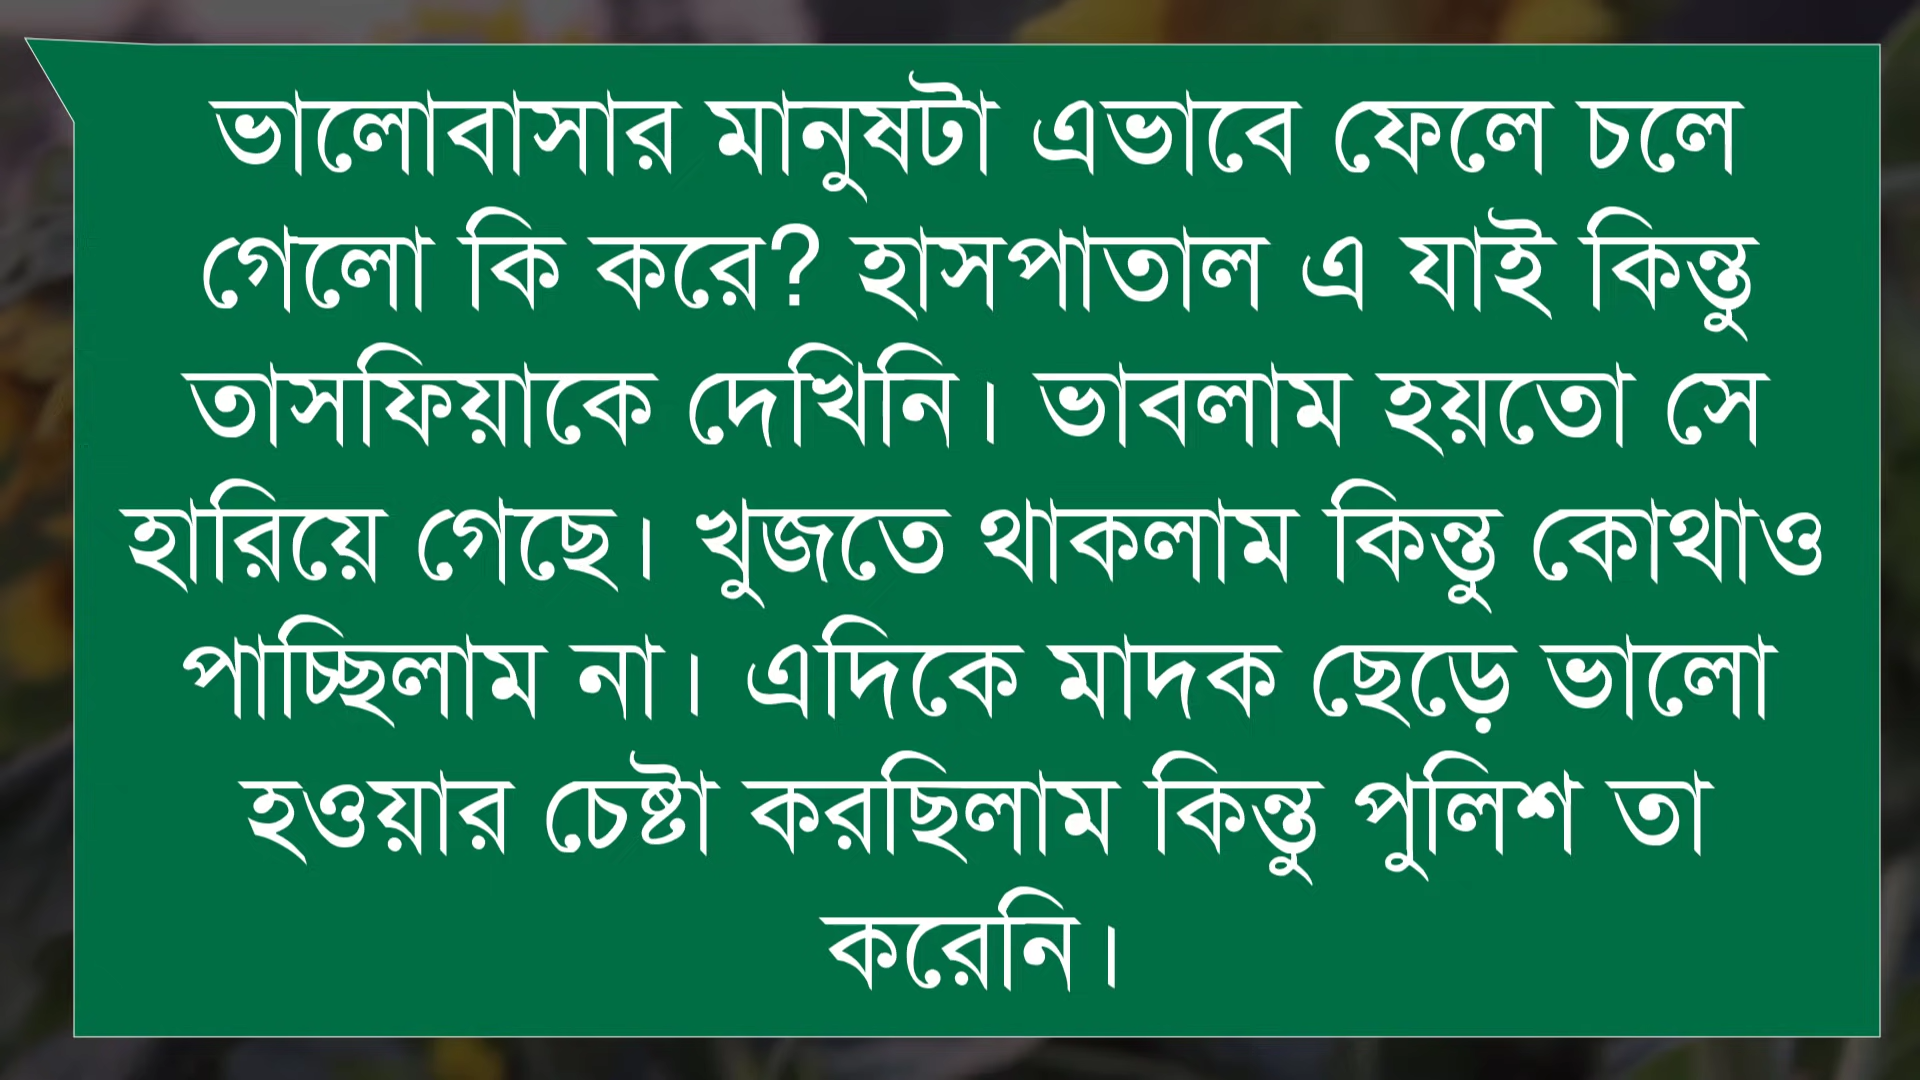 ভালোবাসার মানুষটা এভাবে ফেলে চলে
গেলো কি করে? হাসপাতাল এ যাই কিন্তু
তাসফিয়াকে দেখিনি। ভাবলাম হয়তো সে
হারিয়ে গেছে। খুজতে থাকলাম কিন্তু কোথাও
পাচ্ছিলাম না। এদিকে মাদক ছেড়ে ভালো
হওয়ার চেষ্টা করছিলাম কিন্তু পুলিশ তা
করেনি।